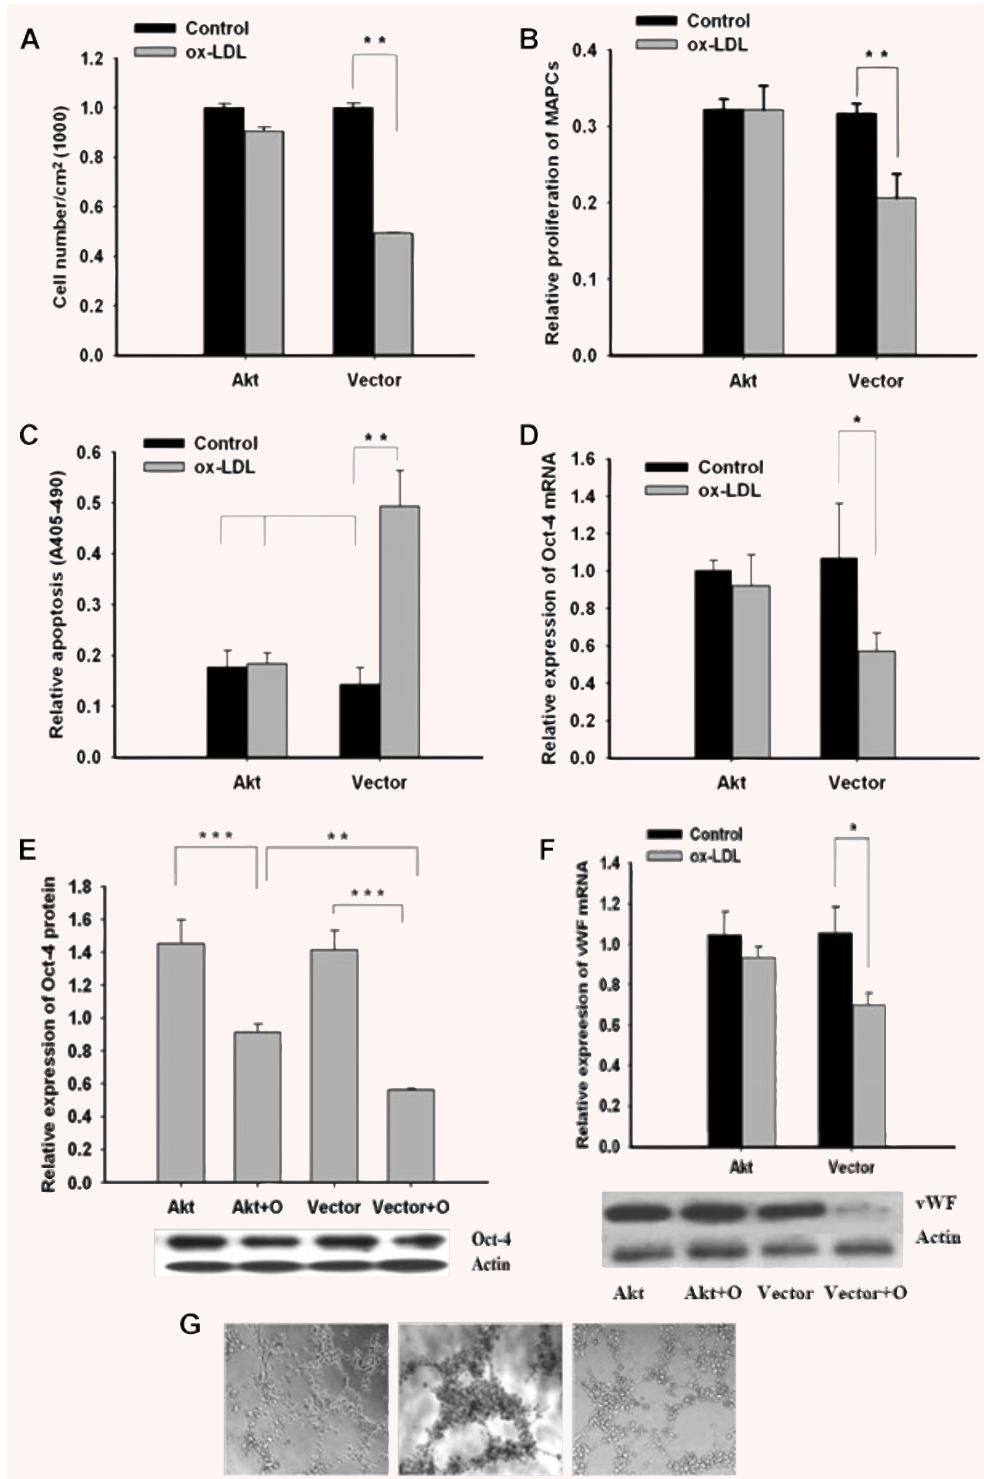 A
Control
ox-LDL
* *
1.2
1.0
0.8
0.6
0.4
0.2
0.0
Cell number/cm² (1000)
Akt Vector
B
Control
ox-LDL
* *
0.4
0.3
0.2
0.1
0.0
Relative proliferation of MAPCs
Akt Vector
C
Control
ox-LDL
* *
0.6
0.5
0.4
0.3
0.2
0.1
0.0
Relative apoptosis (A405-490)
Akt Vector
D
Control
ox-LDL
*
1.6
1.4
1.2
1.0
0.8
0.6
0.4
0.2
0.0
Relative expression of Oct-4 mRNA
Akt Vector
E
* * *
* *
* * *
1.8
1.6
1.4
1.2
1.0
0.8
0.6
0.4
0.2
0.0
Relative expression of Oct-4 protein
Akt Akt+O Vector Vector+O
Oct-4
Actin
F
Control
ox-LDL
*
1.4
1.2
1.0
0.8
0.6
0.4
0.2
0.0
Relative expreesion of vWF mRNA
Akt Vector
vWF
Actin
Akt Akt+O Vector Vector+O
G